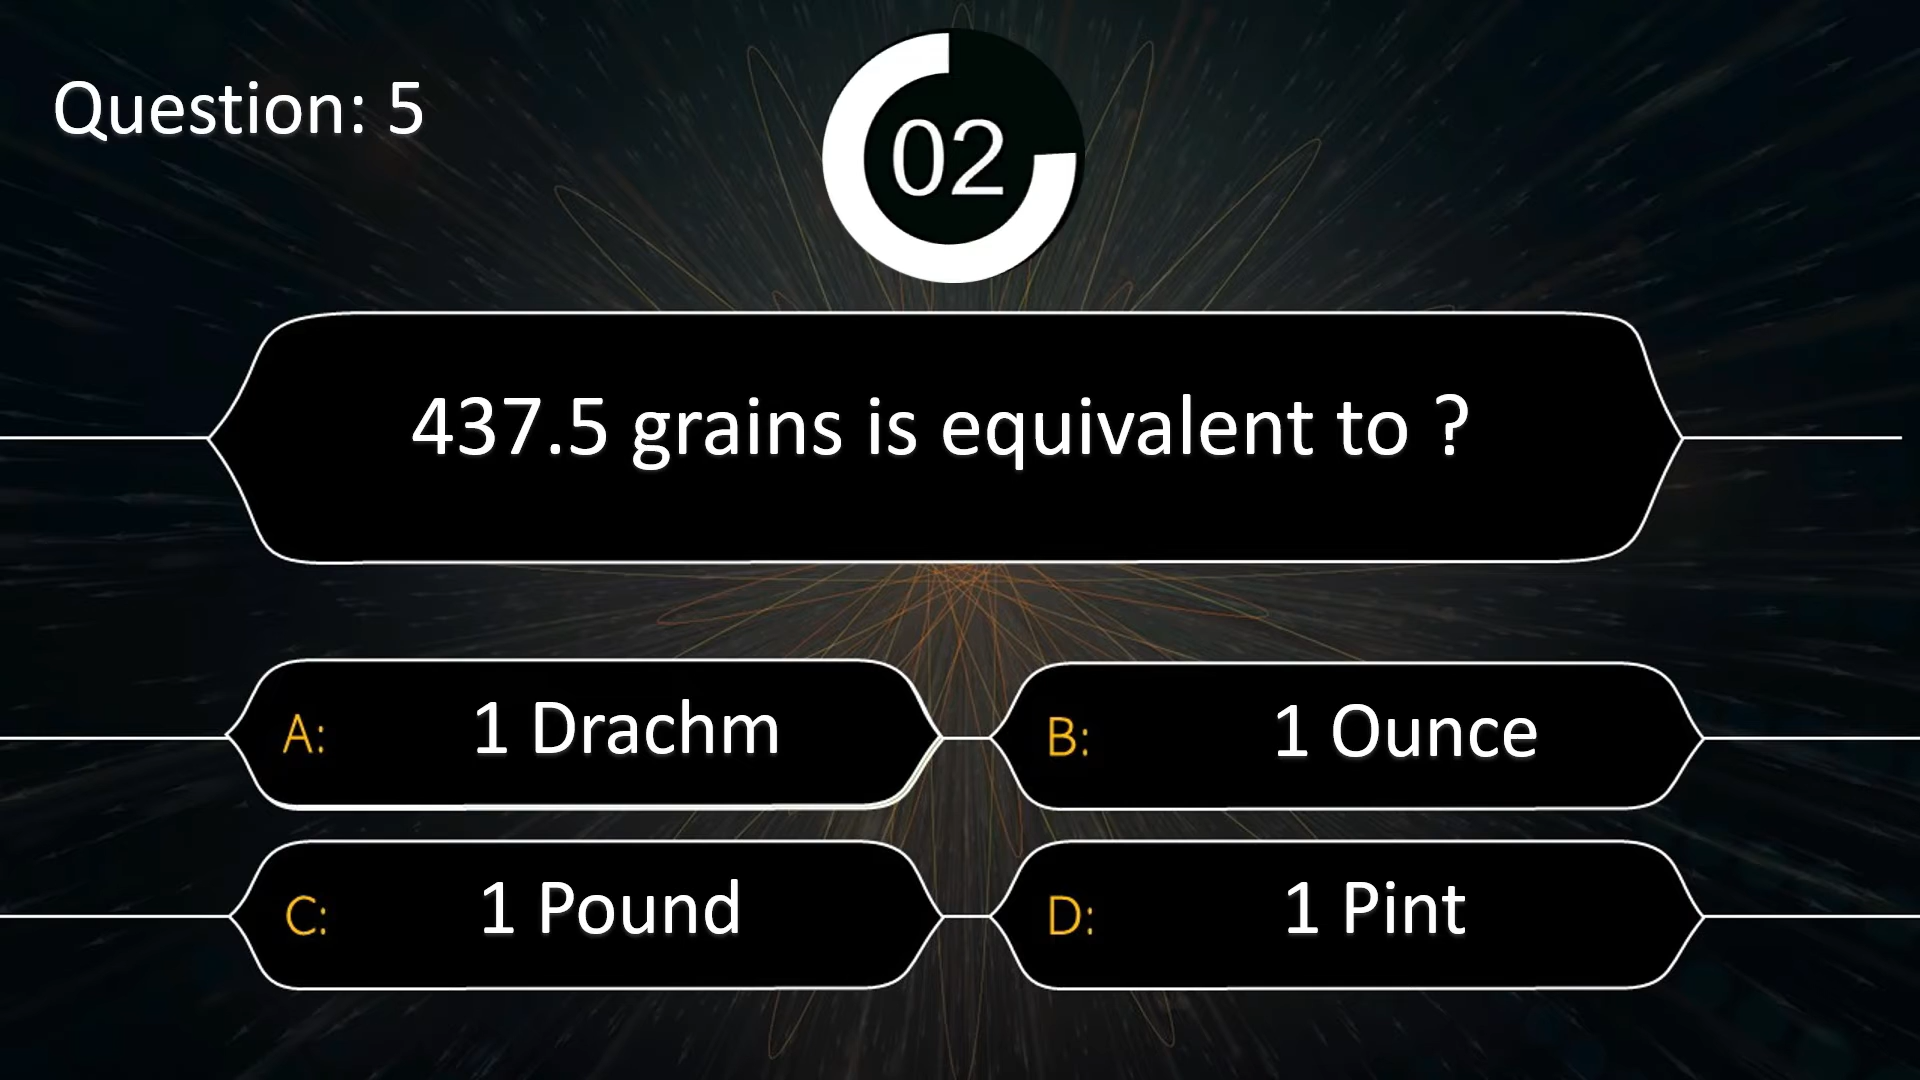 Question: 5
02
437.5 grains is equivalent to ?
A: 1 Drachm
B: 1 Ounce
C: 1 Pound
D: 1 Pint